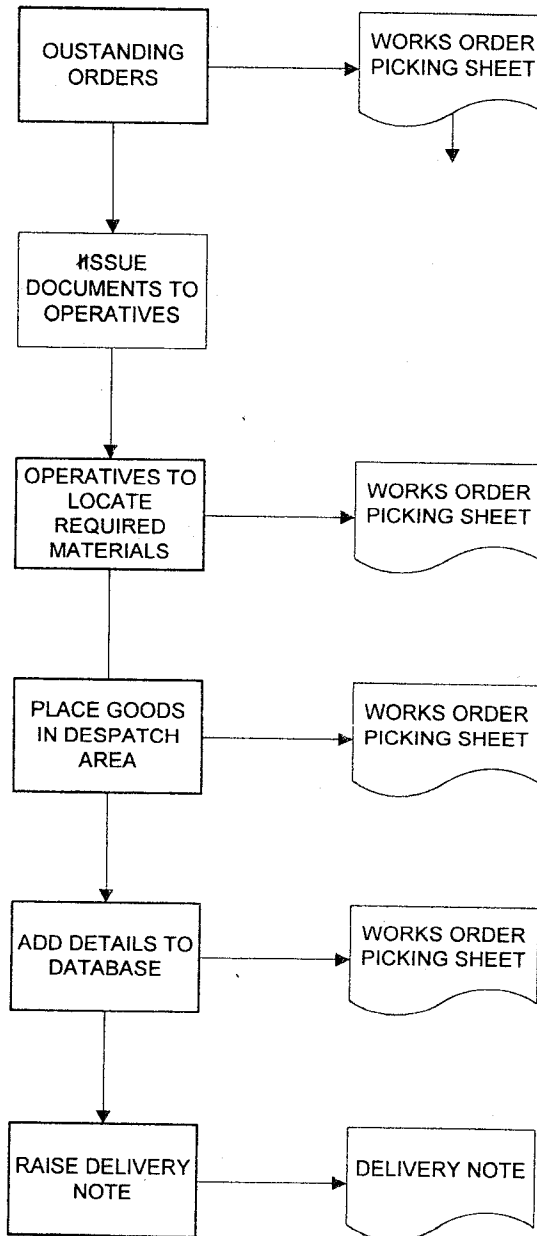 OUSTANDING
ORDERS
WORKS ORDER
PICKING SHEET
ISSUE
DOCUMENTS TO
OPERATIVES
OPERATIVES TO
LOCATE
REQUIRED
MATERIALS
WORKS ORDER
PICKING SHEET
PLACE GOODS
IN DESPATCH
AREA
WORKS ORDER
PICKING SHEET
ADD DETAILS TO
DATABASE
WORKS ORDER
PICKING SHEET
RAISE DELIVERY
NOTE
DELIVERY NOTE